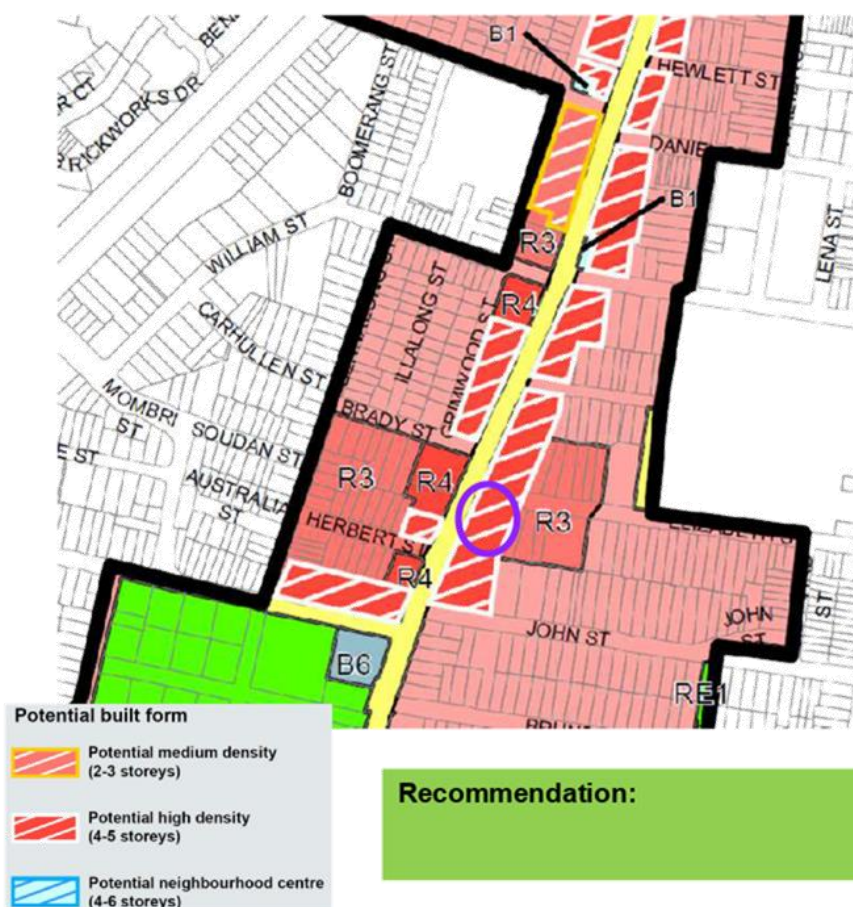 B1
HEWLETT ST
BOOMERANG ST
RICKWORKS DR
DANIE
B1
WILLIAM ST
LENA ST
R3
R4
ILLALONG ST
GRIMWOOD ST
CARHULLEN ST
MOMBRI
ST
SOUDAN ST
BRADY ST
E ST
AUSTRALIA
ST
R3
R4
R3
HERBERT ST
R4
JOHN ST
JOHN
ST
ST
B6
RE1
Potential built form
Potential medium density
(2-3 storeys)
Potential high density
(4-5 storeys)
Potential neighbourhood centre
(4-6 storeys)
Recommendation: